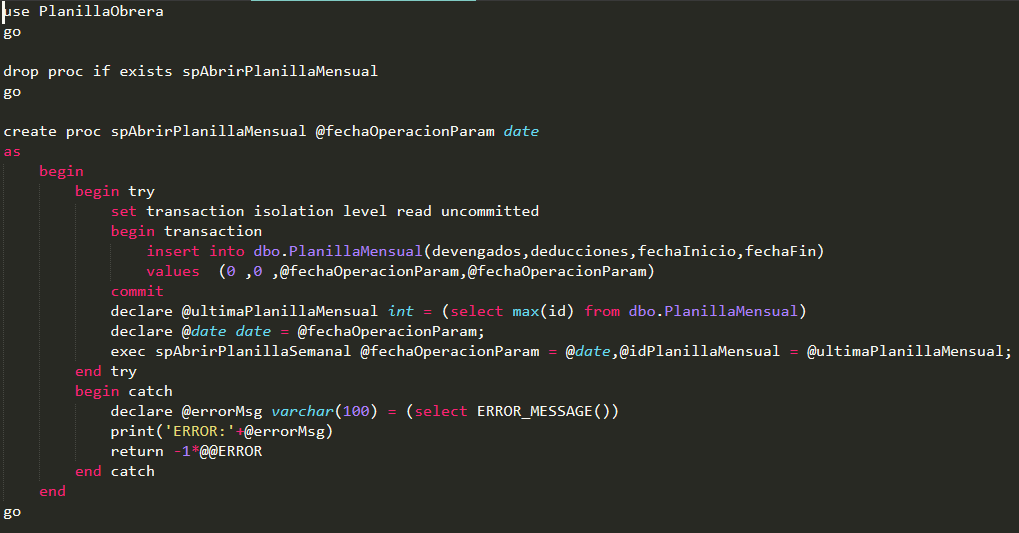 use PlanillaObrera
go
drop proc if exists spAbrirPlanillaMensual
go
create proc spAbrirPlanillaMensual @fechaOperacionParam date
as
begin
begin try
set transaction isolation level read uncommitted
begin transaction
insert into dbo.PlanillaMensual(devengados,deducciones,fechaInicio,fechaFin)
values  (0 ,0 ,@fechaOperacionParam,@fechaOperacionParam)
commit
declare @ultimaPlanillaMensual int = (select max(id) from dbo.PlanillaMensual)
declare @date date = @fechaOperacionParam;
exec spAbrirPlanillaSemanal @fechaOperacionParam = @date,@idPlanillaMensual = @ultimaPlanillaMensual;
end try
begin catch
declare @errorMsg varchar(100) = (select ERROR_MESSAGE())
print('ERROR:'+@errorMsg)
return -1*@@ERROR
end catch
end
go